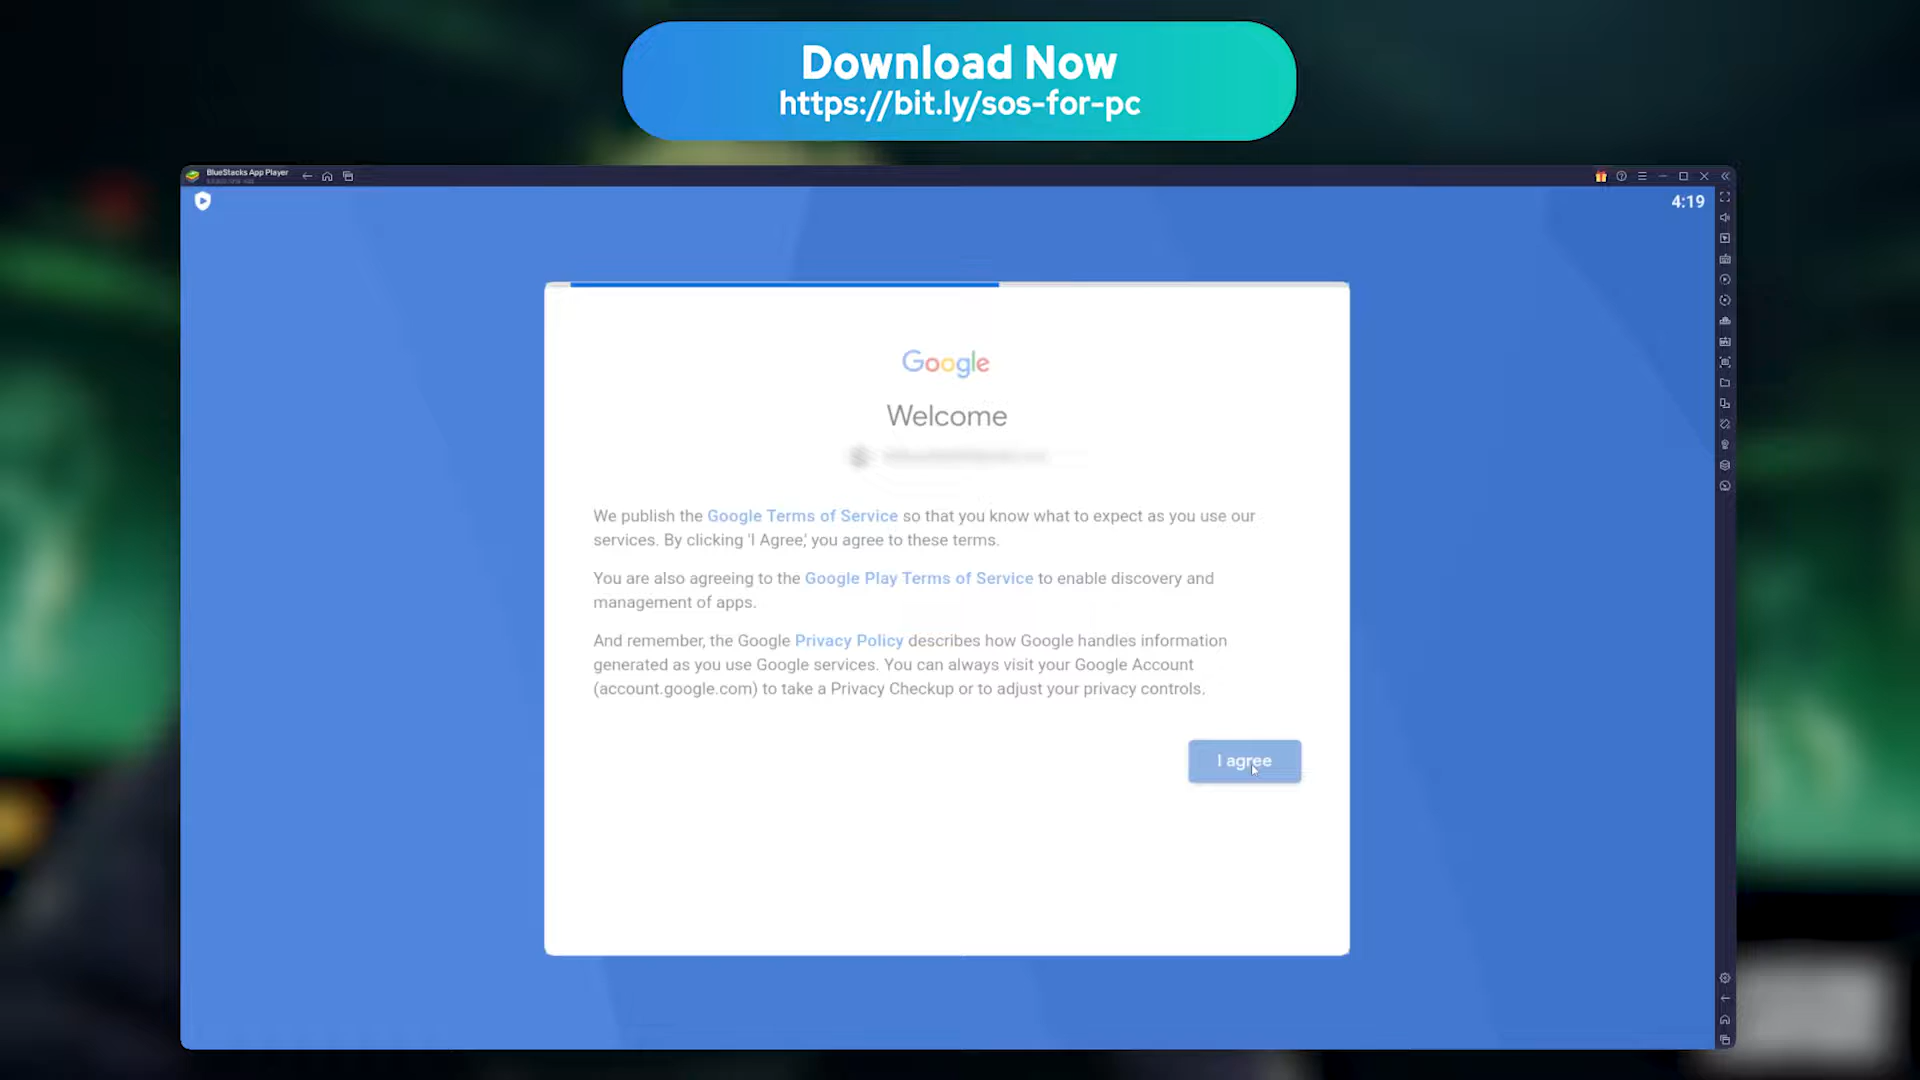 Download Now
https://bit.ly/sos-for-pc
BlueStacks App Player
4:19
Google
Welcome
We publish the Google Terms of Service so that you know what to expect as you use our
services. By clicking 'I Agree,' you agree to these terms.
You are also agreeing to the Google Play Terms of Service to enable discovery and
management of apps.
And remember, the Google Privacy Policy describes how Google handles information
generated as you use Google services. You can always visit your Google Account
(account.google.com) to take a Privacy Checkup or to adjust your privacy controls.
I agree